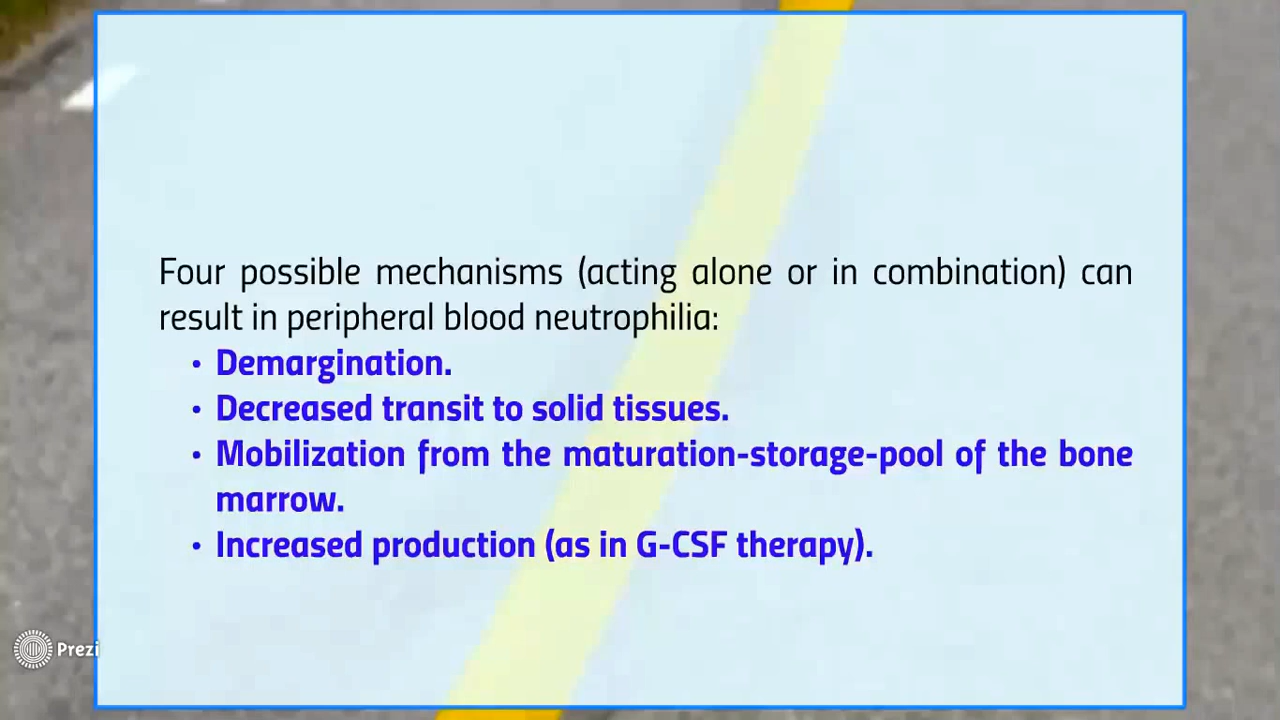 Four possible mechanisms (acting alone or in combination) can
result in peripheral blood neutrophilia:
• Demargination.
• Decreased transit to solid tissues.
• Mobilization from the maturation-storage-pool of the bone
marrow.
• Increased production (as in G-CSF therapy).
Prezi